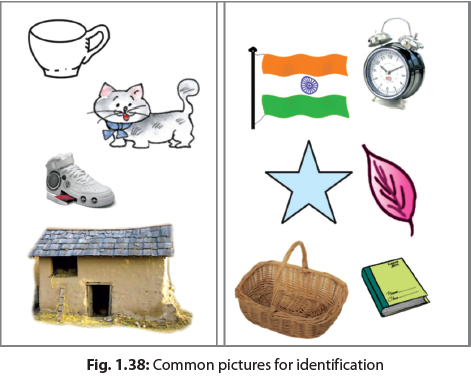 Fig. 1.38: Common pictures for identification